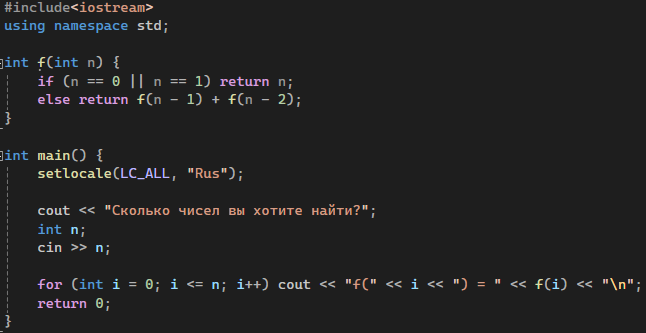 #include<iostream>
using namespace std;
int f(int n) {
if (n == 0 || n == 1) return n;
else return f(n - 1) + f(n - 2);
}
int main() {
setlocale(LC_ALL, "Rus");
cout << "Сколько чисел вы хотите найти?";
int n;
cin >> n;
for (int i = 0; i <= n; i++) cout << "f(" << i << ") = " << f(i) << "\n";
return 0;
}